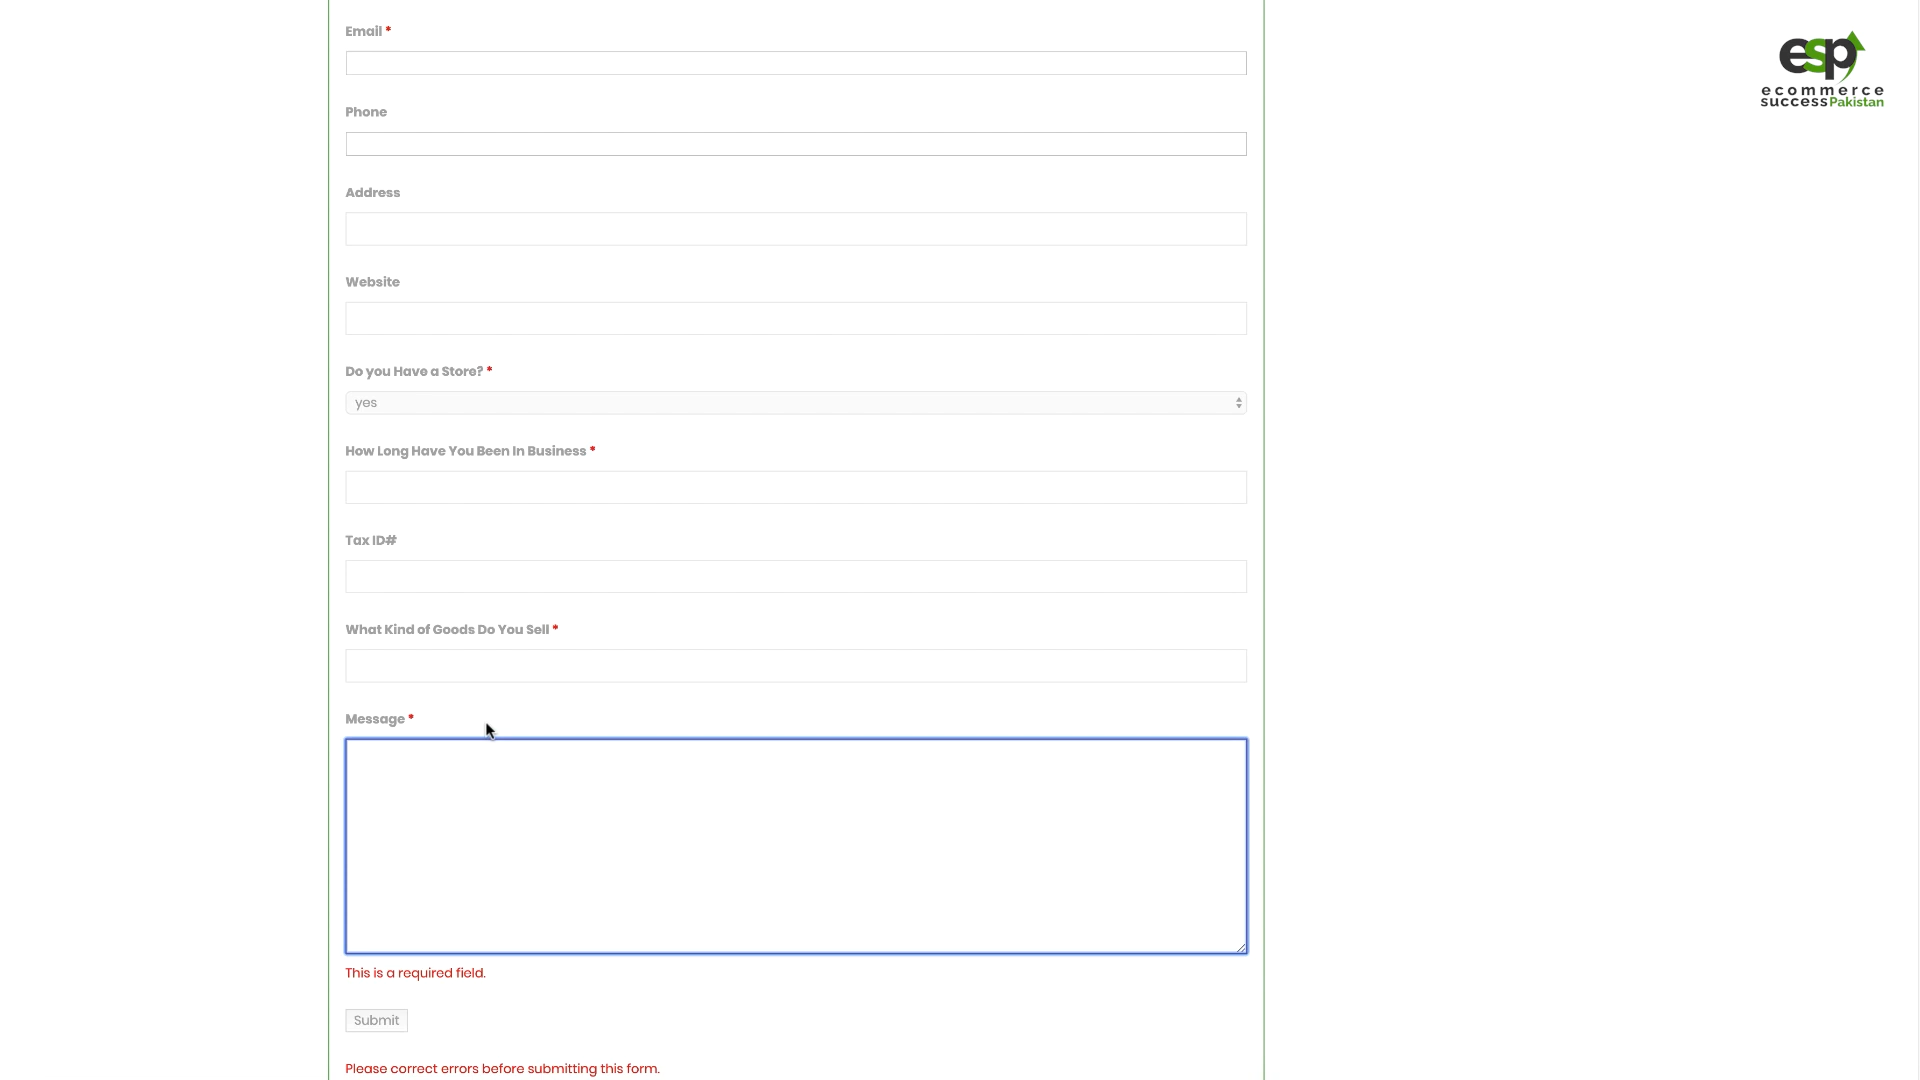 Email *
Phone
Address
Website
Do you Have a Store? *
yes
How Long Have You Been In Business *
Tax ID#
What Kind of Goods Do You Sell *
Message *
This is a required field.
Submit
Please correct errors before submitting this form.
esp
ecommerce
successPakistan